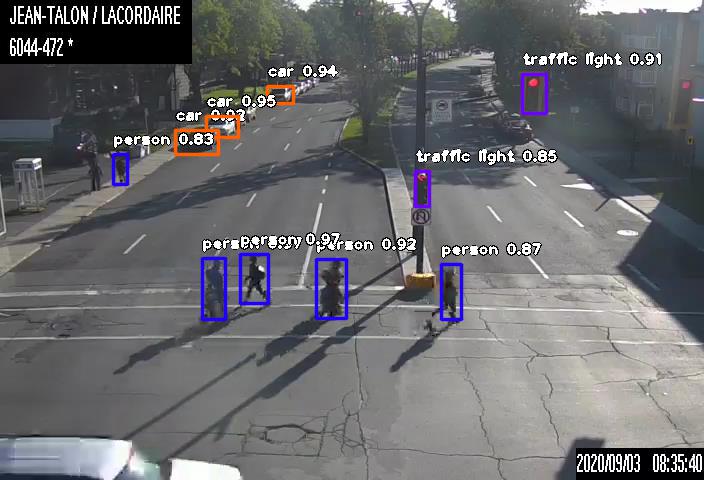 JEAN-TALON / LACORDAIRE
6044-472 *
traffic light 0.91
car 0.94
car 0.95
car 0.92
person 0.83
traffic light 0.85
person 0.97
person 0.92
person 0.87
2020/09/03 08:35:40